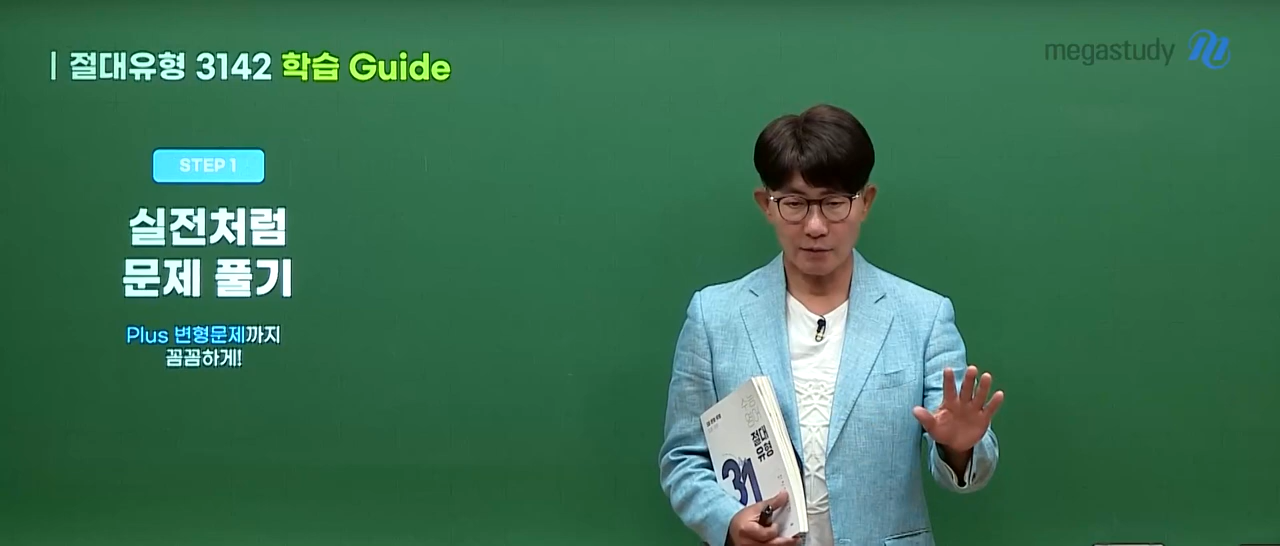 절대유형 3142 학습 Guide
megastudy
STEP 1
실전처럼
문제 풀기
Plus 변형문제까지
꼼꼼하게!
절대
유형
31